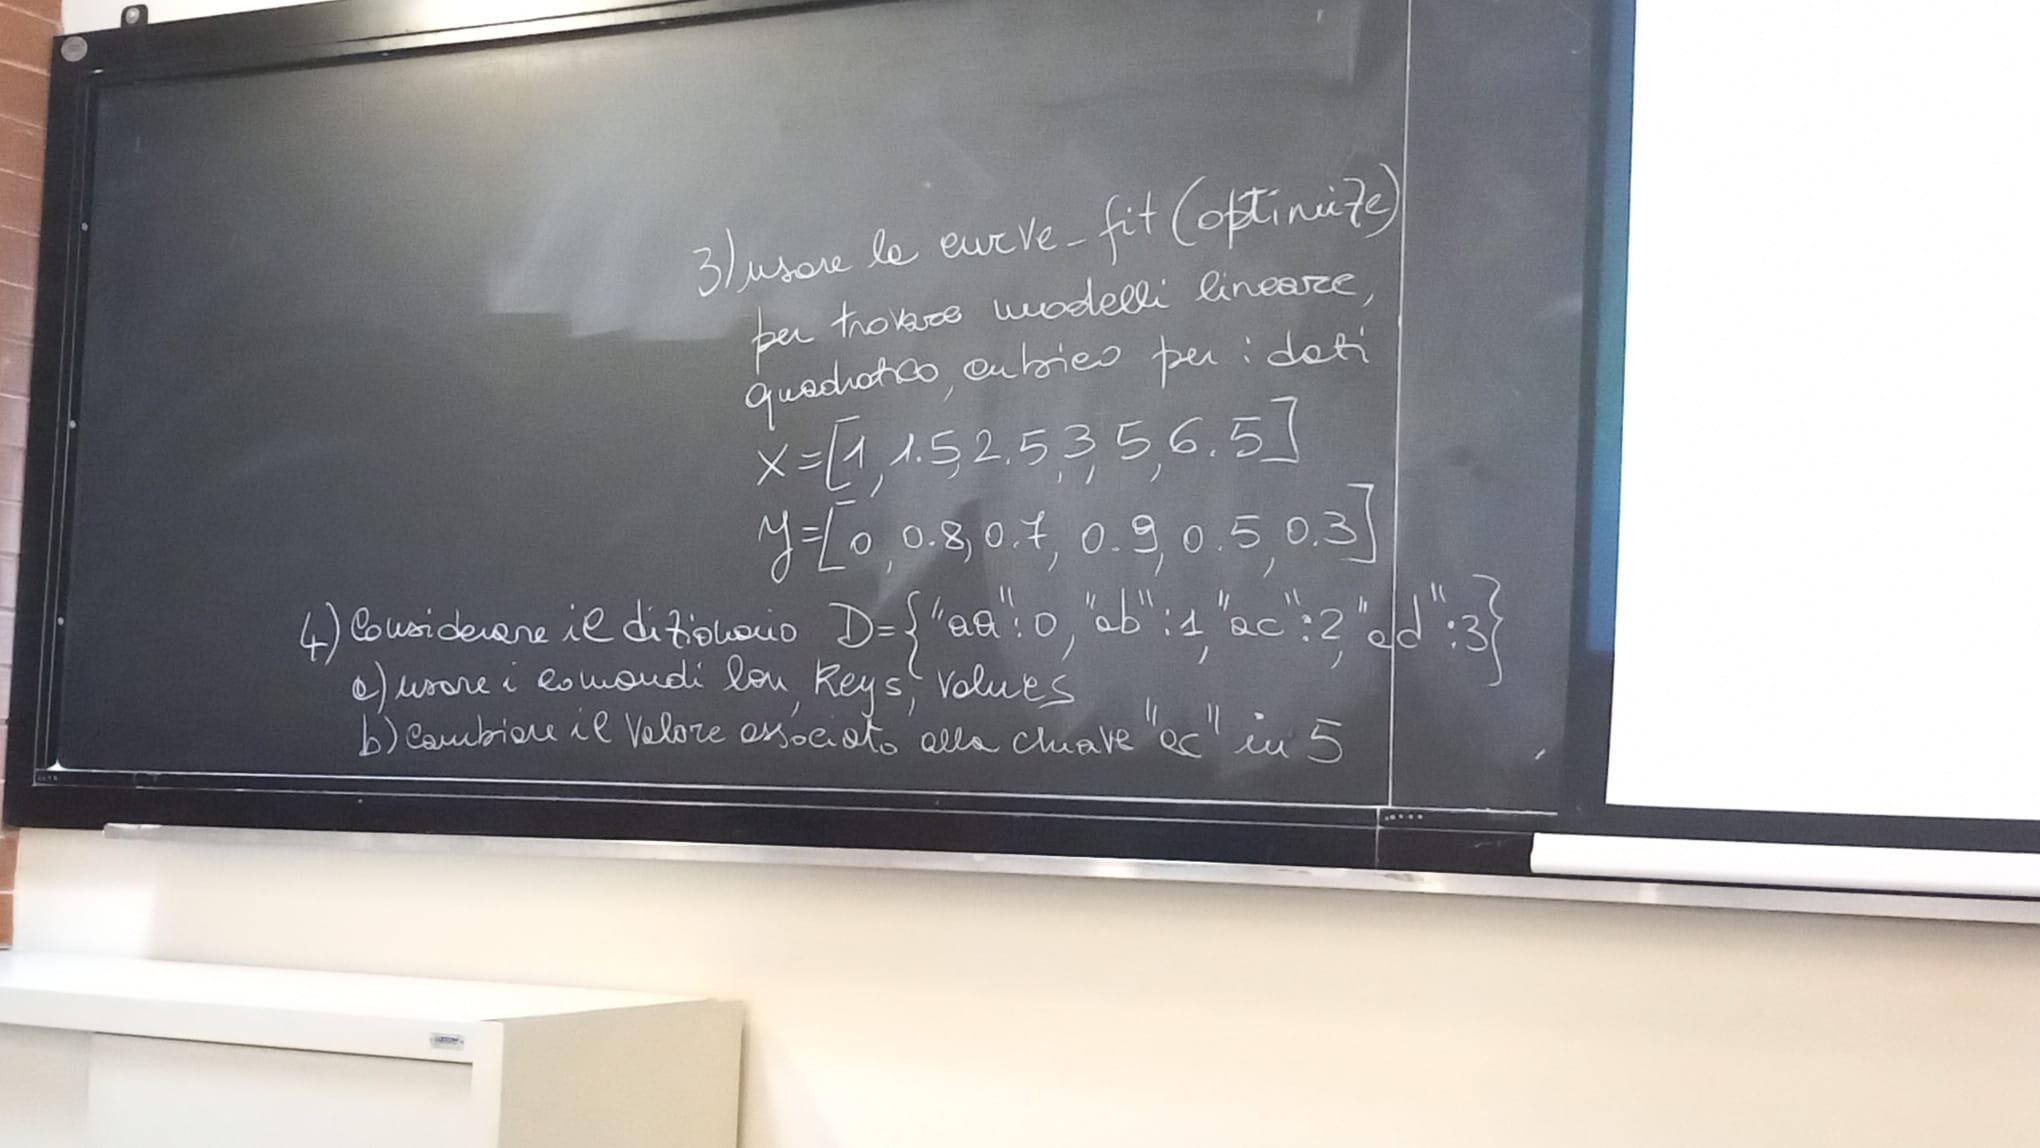 3) usare la curve_fit (optimize)
per trovare modelli lineare,
quadratico, cubico per i dati
x=[1, 1.5, 2.5, 3, 5, 6.5]
y=[0, 0.8, 0.7, 0.9, 0.5, 0.3]
4) Considerare il dizionario D={"aa":0, "ab":1, "ac":2, "ad":3}
a) usare i comandi len, keys, values
b) Cambiare il valore associato alla chiave "ac" in 5